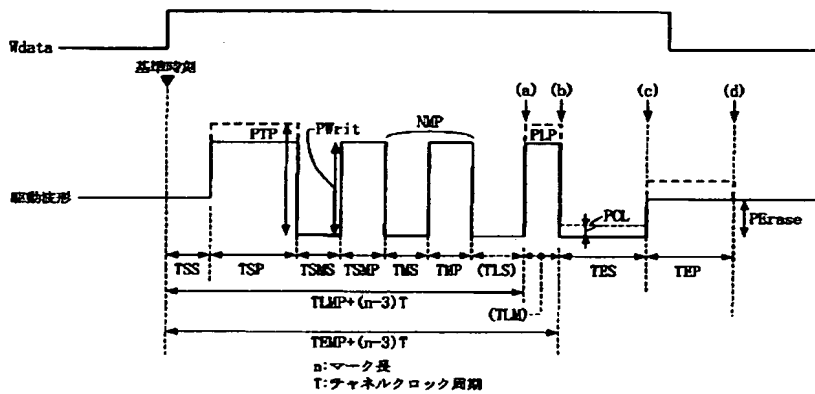 Wdata
基準時刻
(a) (b) (c) (d)
NMP
PTP PWrit PLP
駆動波形
PCL
PErase
TSS TSP TSMS TSMP TMS TMP (TLS) TES TEP
TLMP+(n-3)T
(TLM)
TEMP+(n-3)T
n:マーク長
T:チャネルクロック周期